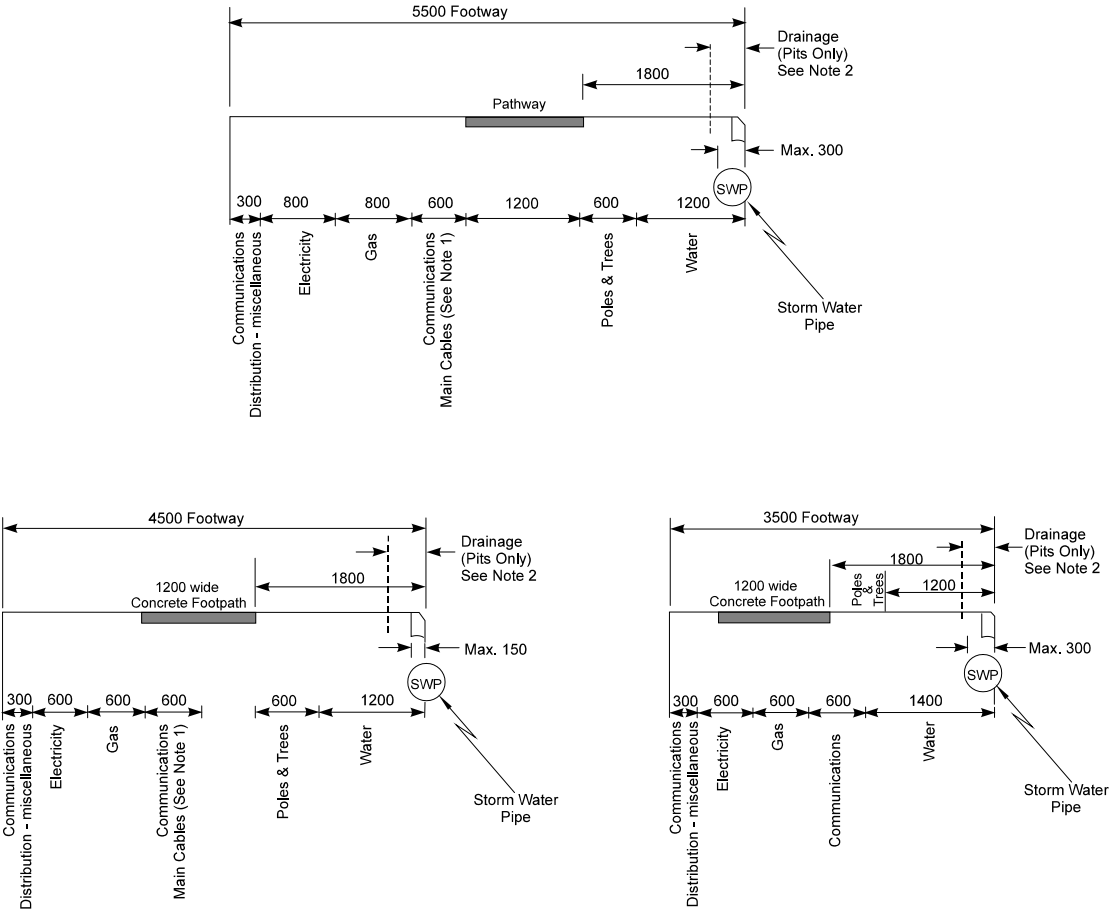 5500 Footway
Drainage
(Pits Only)
See Note 2
1800
Pathway
Max. 300
SWP
300 800 800 600 1200 600 1200
Communications
Distribution - miscellaneous
Electricity
Gas
Communications
Main Cables (See Note 1)
Poles & Trees
Water
Storm Water
Pipe
4500 Footway
Drainage
(Pits Only)
See Note 2
1800
1200 wide
Concrete Footpath
Max. 150
SWP
300 600 600 600 600 1200
Communications
Distribution - miscellaneous
Electricity
Gas
Communications
Main Cables (See Note 1)
Poles & Trees
Water
Storm Water
Pipe
3500 Footway
Drainage
(Pits Only)
See Note 2
1800
1200 wide
Concrete Footpath
Poles
&
Trees
1200
Max. 300
SWP
300 600 600 600 1400
Communications
Distribution - miscellaneous
Electricity
Gas
Communications
Water
Storm Water
Pipe